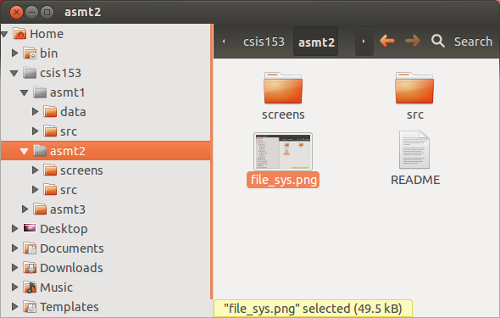 asmt2
Home
bin
csis153
asmt1
data
src
asmt2
screens
src
asmt3
Desktop
Documents
Downloads
Music
Templates
csis153 asmt2 Search
screens src
file_sys.png README
"file_sys.png" selected (49.5 kB)